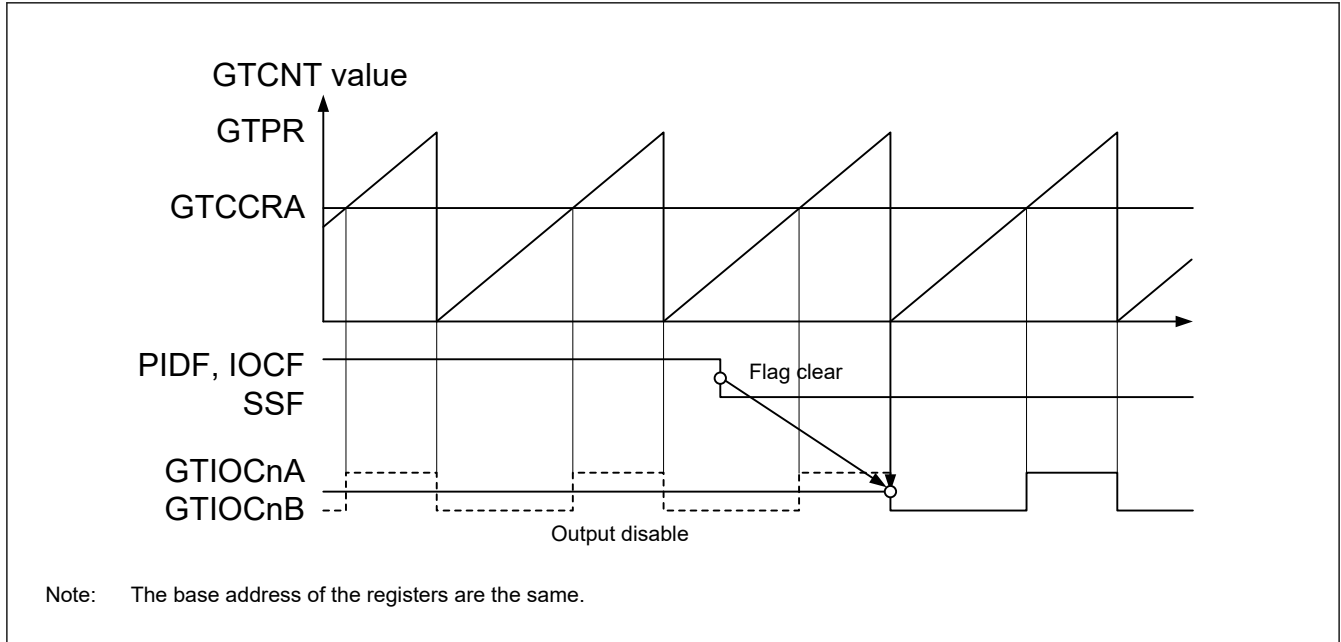 GTCNT value
GTPR
GTCCRA
PIDF, IOCF
Flag clear
SSF
GTIOCnA
GTIOCnB
Output disable
Note: The base address of the registers are the same.